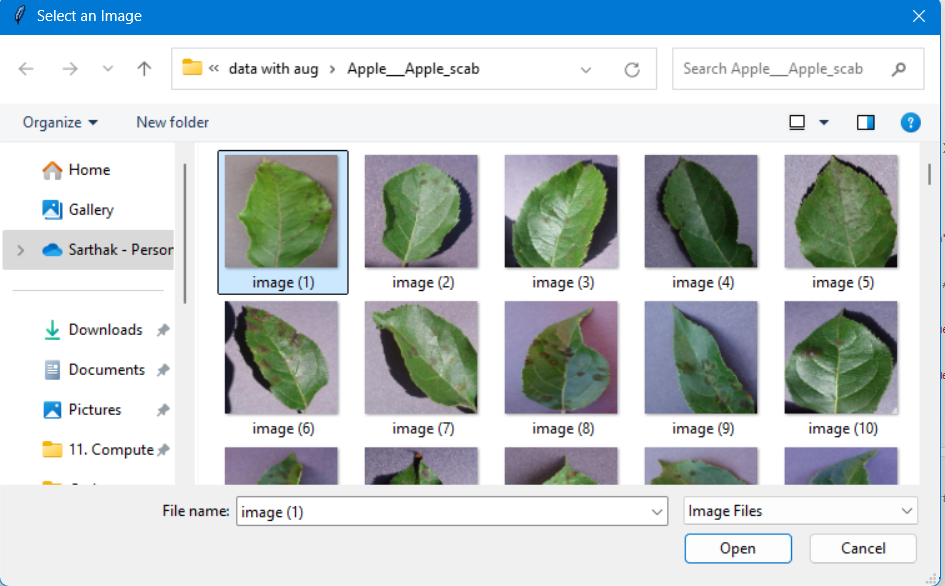 Select an Image
« data with aug > Apple___Apple_scab
Search Apple___Apple_scab
Organize
New folder
?
Home
Gallery
Sarthak - Person
Downloads
Documents
Pictures
11. Compute
image (1)
image (2)
image (3)
image (4)
image (5)
image (6)
image (7)
image (8)
image (9)
image (10)
File name:
image (1)
Image Files
Open
Cancel